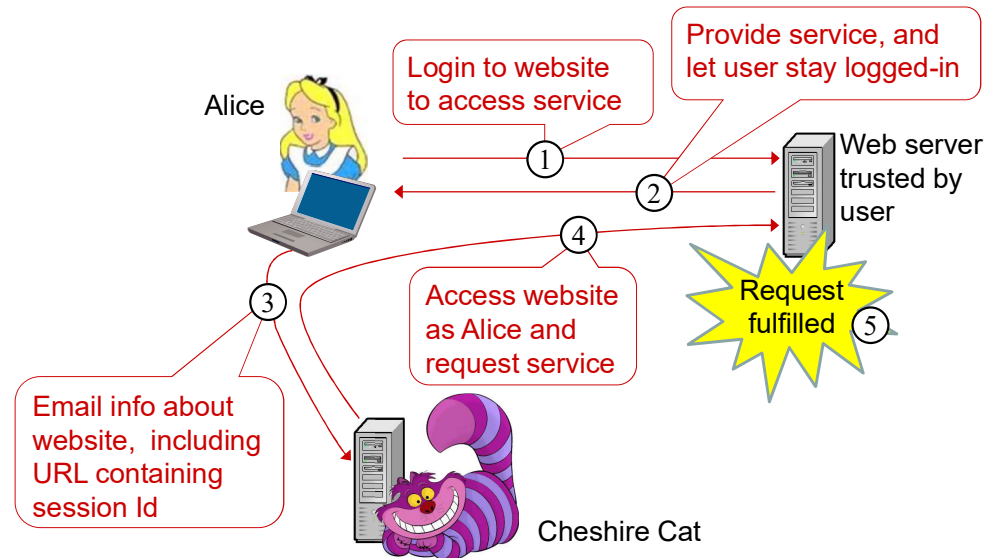 Alice
Login to website
to access service
Provide service, and
let user stay logged-in
1
2
Web server
trusted by
user
3
4
Access website
as Alice and
request service
Request
fulfilled
5
Email info about
website,  including
URL containing
session Id
Cheshire Cat